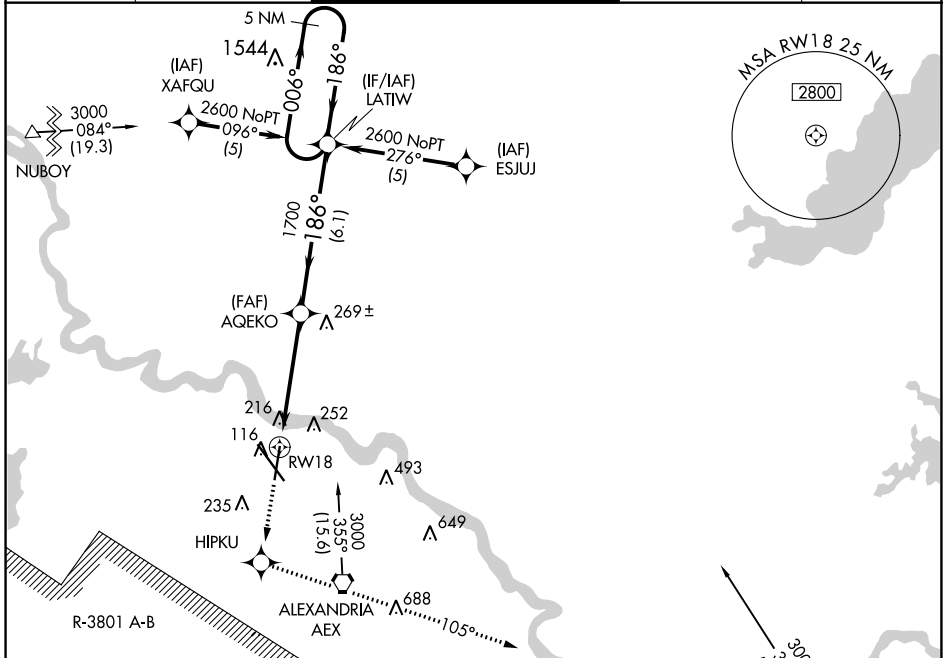 5 NM
1544
006°
186°
(IAF)
XAFQU
(IF/IAF)
LATIW
MSA RW18 25 NM
2800
3000
084°
(19.3)
NUBOY
2600 NoPT
096°
(5)
2600 NoPT
276°
(5)
(IAF)
ESJUJ
1700
186°
(6.1)
(FAF)
AQEKO
269±
216
252
116
RW18
493
235
649
3000
355°
(15.6)
HIPKU
R-3801 A-B
ALEXANDRIA
AEX
688
105°